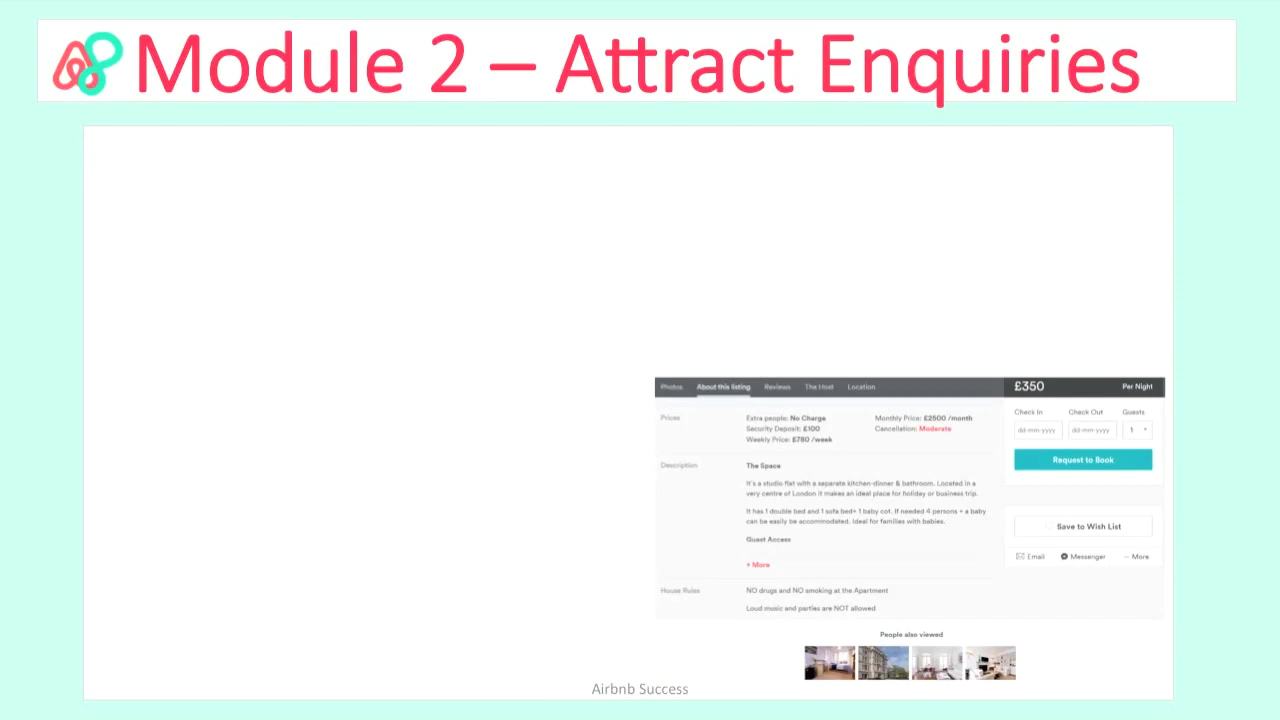 Module 2 – Attract Enquiries
Photos About this listing Reviews The Host Location
£350 Per Night
Prices
Extra people: No Charge
Security Deposit: £100
Weekly Price: £780 /week
Monthly Price: £2500 /month
Cancellation: Moderate
Check In Check Out Guests
dd-mm-yyyy dd-mm-yyyy 1
Request to Book
Description
The Space
It's a studio flat with a separate kitchen-dinner & bathroom. Located in a
very centre of London it makes an ideal place for holiday or business trip.
It has 1 double bed and 1 sofa bed+ 1 baby cot. If needed 4 persons + a baby
can be easily be accommodated. Ideal for families with babies.
Guest Access
+ More
Save to Wish List
Email Messenger More
House Rules
NO drugs and NO smoking at the Apartment
Loud music and parties are NOT allowed
People also viewed
Airbnb Success